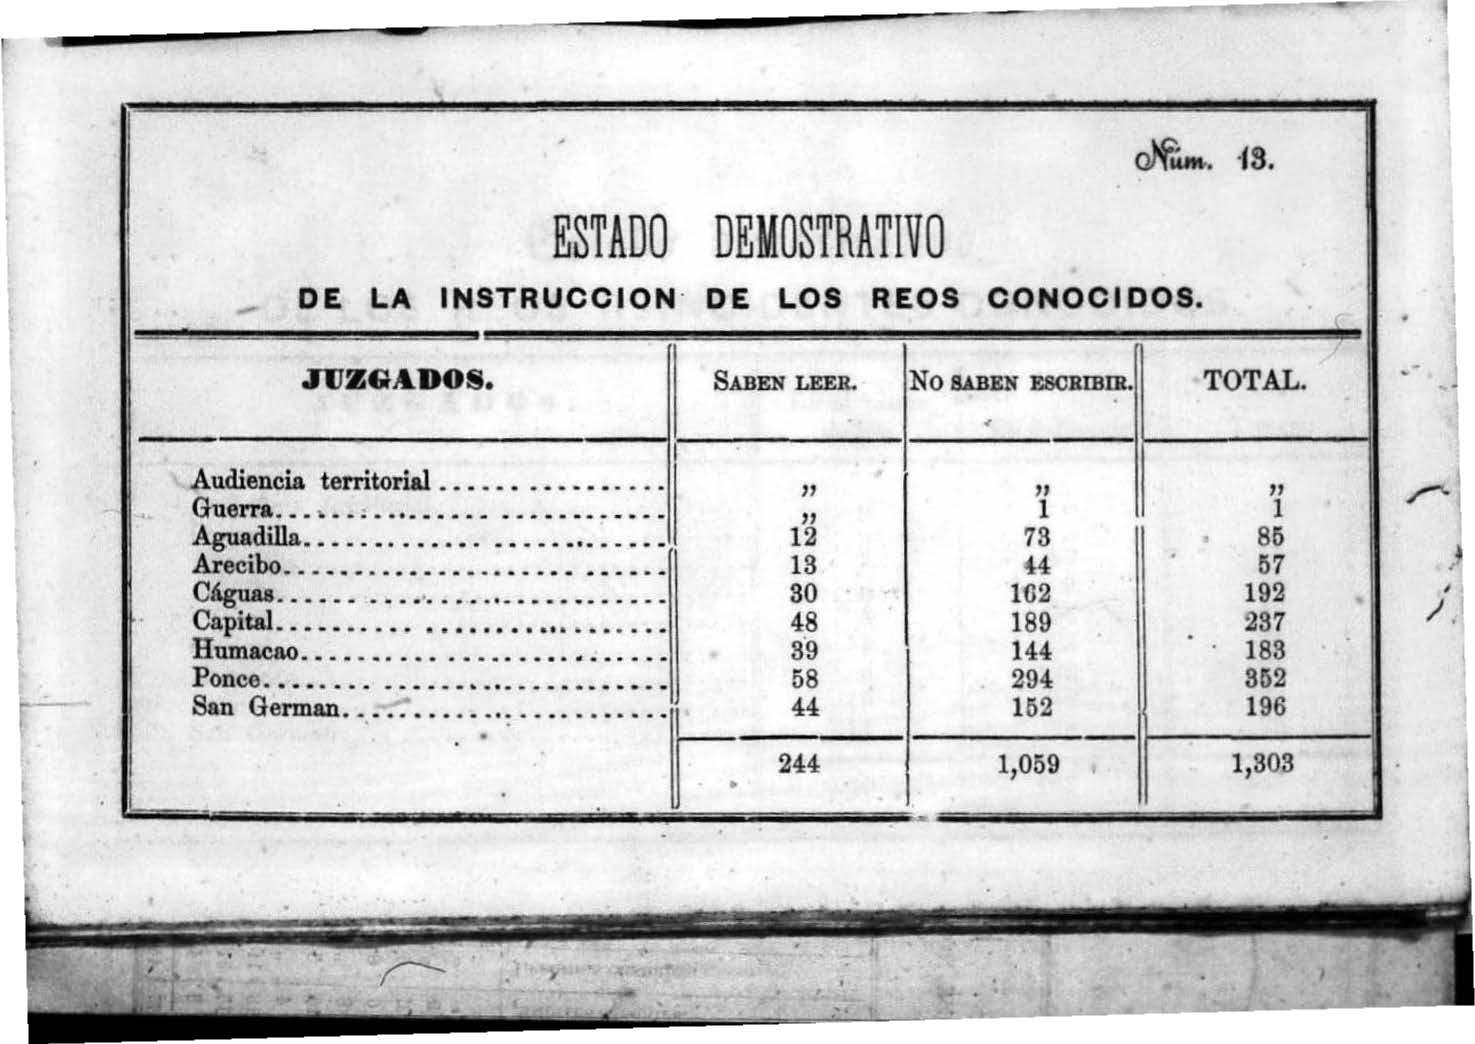 Núm. 13.
ESTADO DEMOSTRATIVO
DE LA INSTRUCCION DE LOS REOS CONOCIDOS.
JUZGADOS. SABEN LEER. NO SABEN ESCRIBIR. TOTAL.
Audiencia territorial .................. „ „ „
Guerra............................ „ 1 1
Aguadilla.......................... 12 73 85
Arecibo........................... 13 44 57
Cáguas............................ 30 162 192
Capital............................ 48 189 237
Humacao.......................... 39 144 183
Ponce............................. 58 294 352
San German....................... 44 152 196
244 1,059 1,303